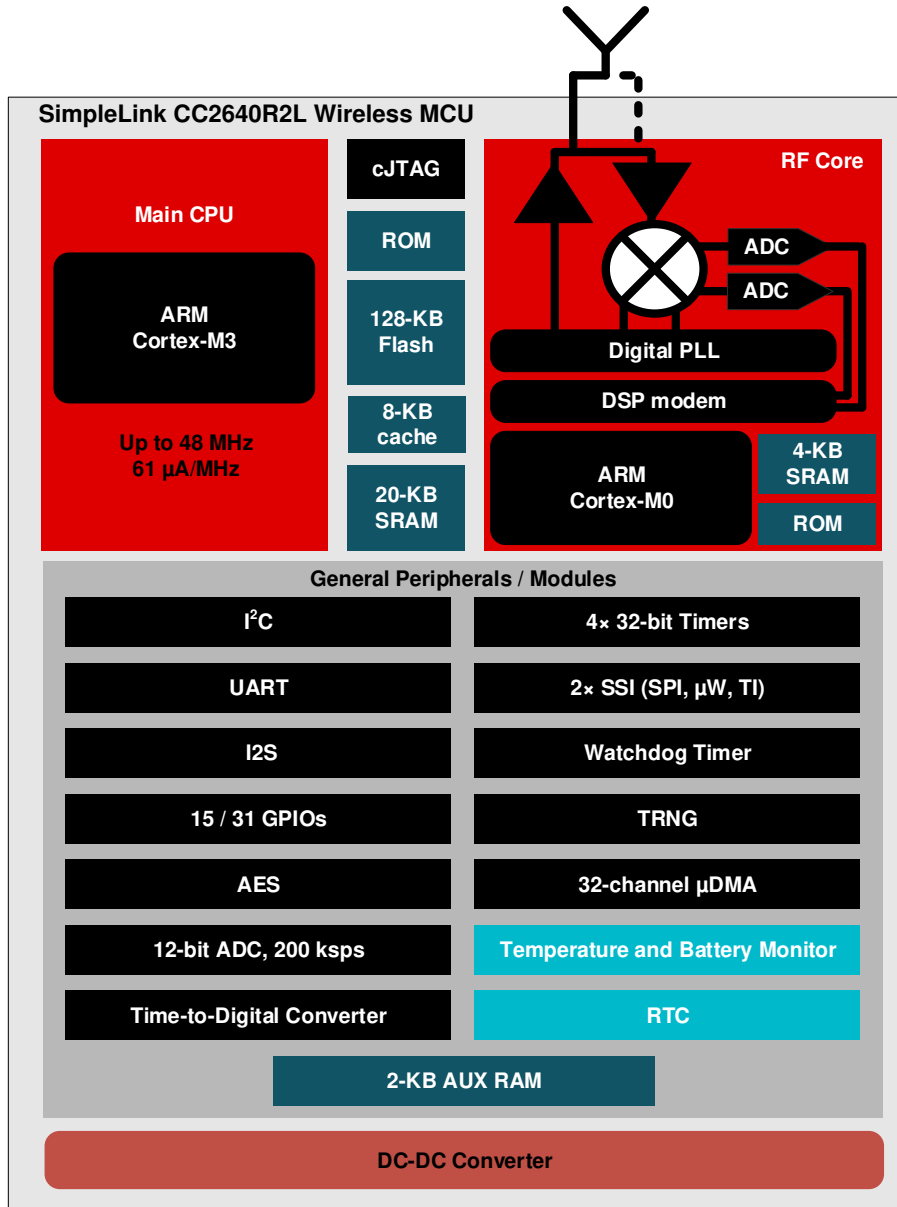 SimpleLink CC2640R2L Wireless MCU
Main CPU
ARM
Cortex-M3
Up to 48 MHz
61 µA/MHz
cJTAG
ROM
128-KB
Flash
8-KB
cache
20-KB
SRAM
RF Core
ADC
ADC
Digital PLL
DSP modem
ARM
Cortex-M0
4-KB
SRAM
ROM
General Peripherals / Modules
I²C
4× 32-bit Timers
UART
2× SSI (SPI, µW, TI)
I2S
Watchdog Timer
15 / 31 GPIOs
TRNG
AES
32-channel µDMA
12-bit ADC, 200 ksps
Temperature and Battery Monitor
Time-to-Digital Converter
RTC
2-KB AUX RAM
DC-DC Converter